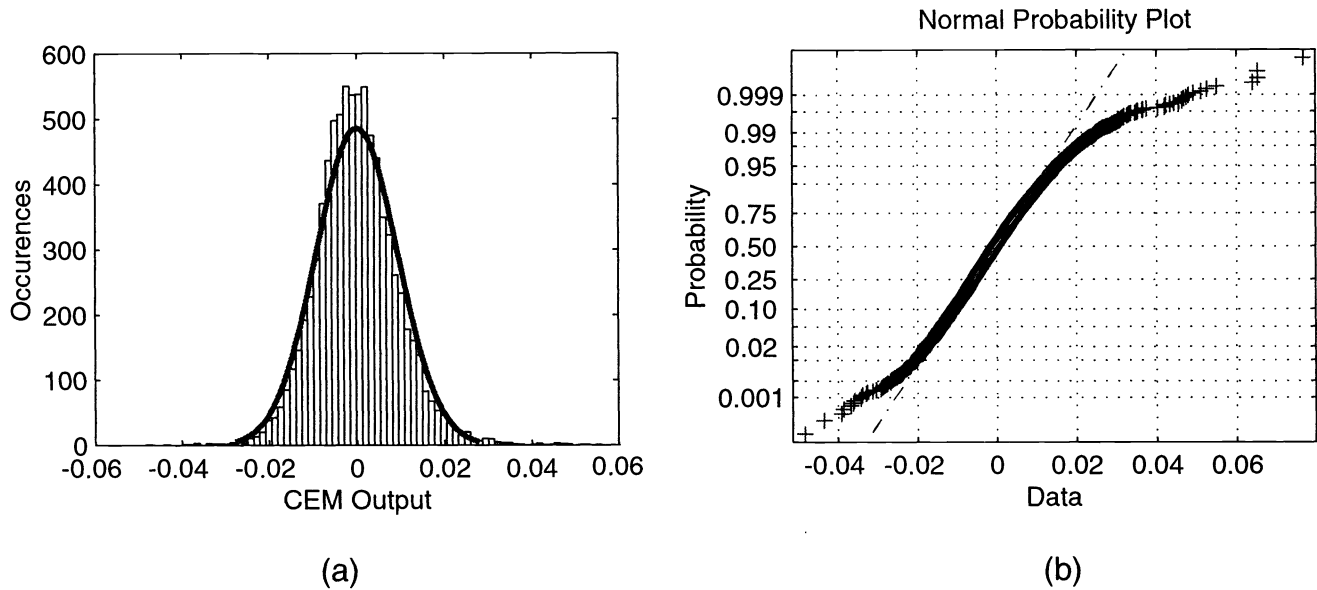 600
500
400
300
200
100
0
Occurences
-0.06 -0.04 -0.02 0 0.02 0.04 0.06
CEM Output
(a)
Normal Probability Plot
0.999
0.99
0.95
0.75
0.50
0.25
0.10
0.02
0.001
Probability
-0.04 -0.02 0 0.02 0.04 0.06
Data
(b)